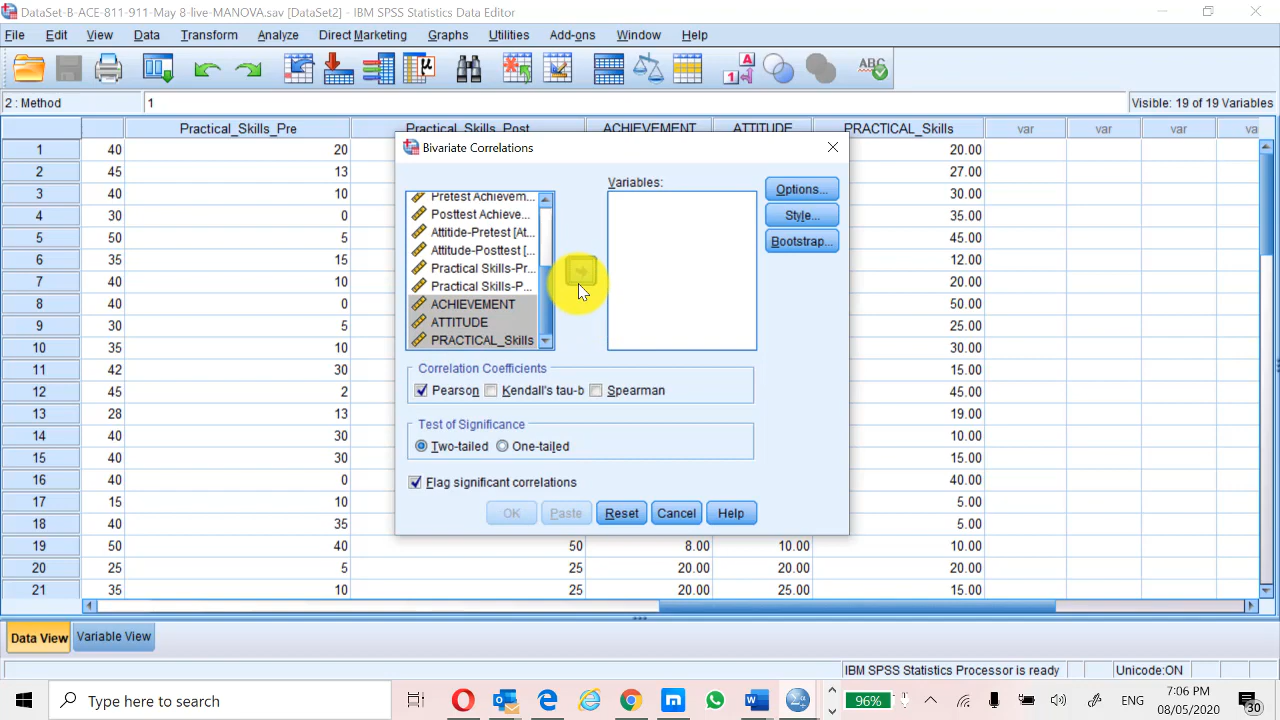 DataSet-B-ACE-811-911-May 8-live-MANOVA.sav [DataSet2] - IBM SPSS Statistics Data Editor
File Edit View Data Transform Analyze Direct Marketing Graphs Utilities Add-ons Window Help
2 : Method 1 Visible: 19 of 19 Variables
Practical_Skills_Pre Practical_Skills_Post ACHIEVEMENT ATTITUDE PRACTICAL_Skills var var var va
1 40 20 20.00
2 45 13 27.00
3 40 10 30.00
4 30 0 35.00
5 50 5 45.00
6 35 15 12.00
7 40 10 10.00
8 40 0 50.00
9 30 5 25.00
10 35 10 30.00
11 42 30 15.00
12 45 2 45.00
13 28 13 19.00
14 40 30 10.00
15 40 30 30.00
16 40 0 40.00
17 15 10 5.00
18 40 35 5.00
19 50 40 50 8.00 10.00 10.00
20 25 5 25 20.00 20.00 20.00
21 35 10 25 20.00 25.00 15.00
Bivariate Correlations
Variables:
Pretest Achievem...
Posttest Achieve...
Attitide-Pretest [At...
Attitude-Posttest [...
Practical Skills-Pr...
Practical Skills-P...
ACHIEVEMENT
ATTITUDE
PRACTICAL_Skills
Options...
Style...
Bootstrap...
Correlation Coefficients
Pearson Kendall's tau-b Spearman
Test of Significance
Two-tailed One-tailed
Flag significant correlations
OK Paste Reset Cancel Help
Data View Variable View
IBM SPSS Statistics Processor is ready Unicode:ON
Type here to search
96% ENG 7:06 PM
08/05/2020 30